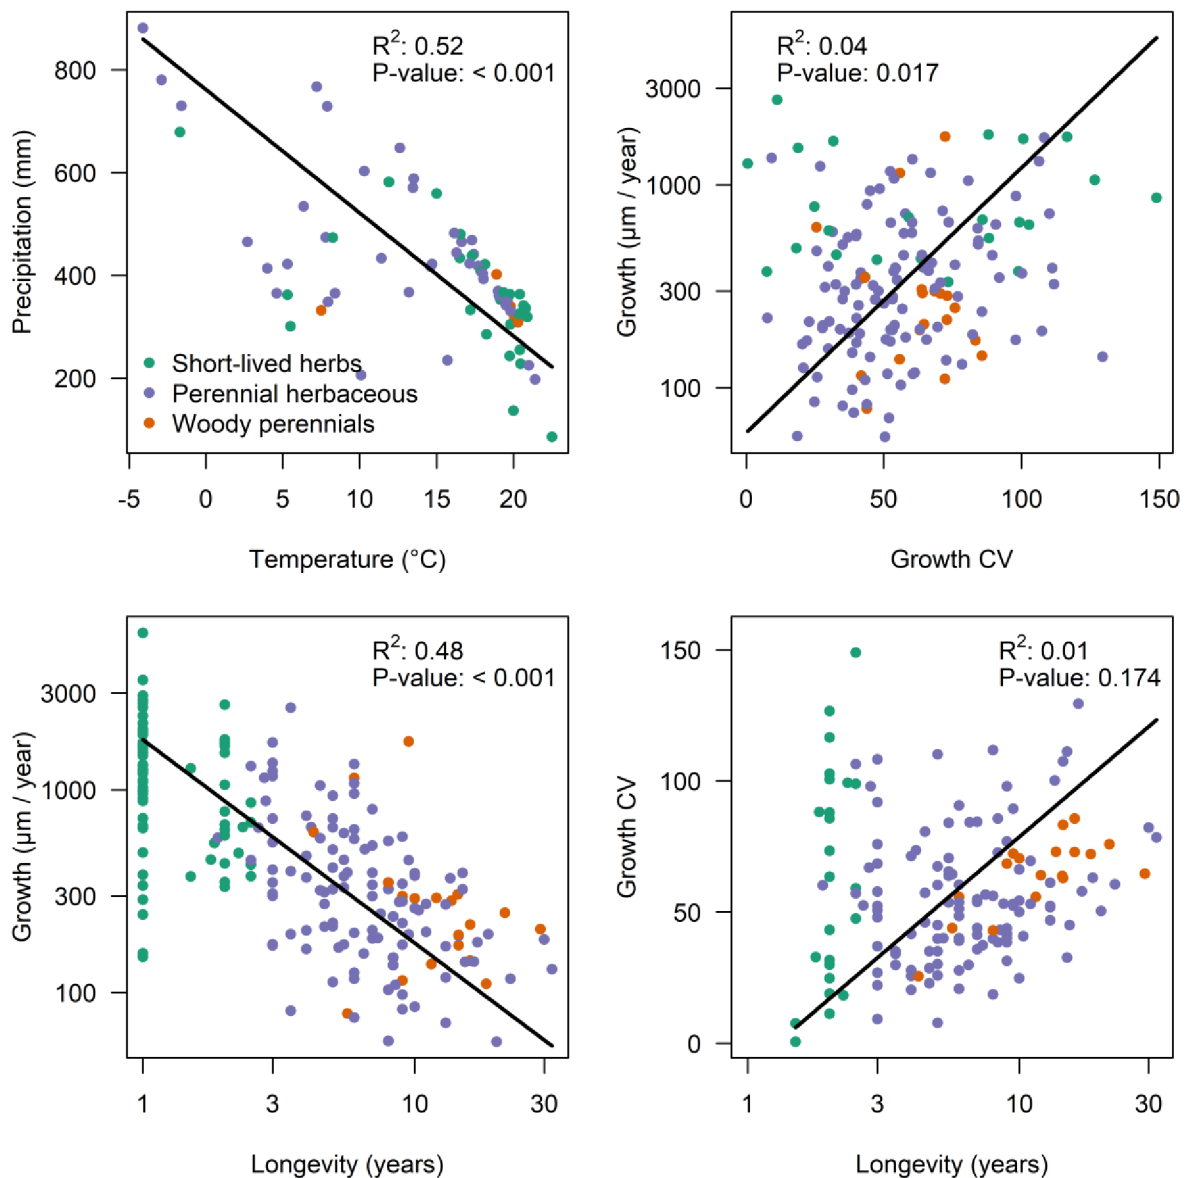 R²: 0.52
P-value: < 0.001
800
600
400
200
Precipitation (mm)
Short-lived herbs
Perennial herbaceous
Woody perennials
-5 0 5 10 15 20
Temperature (°C)
R²: 0.04
P-value: 0.017
3000
1000
300
100
Growth (µm / year)
0 50 100 150
Growth CV
R²: 0.48
P-value: < 0.001
3000
1000
300
100
Growth (µm / year)
1 3 10 30
Longevity (years)
R²: 0.01
P-value: 0.174
150
100
50
0
Growth CV
1 3 10 30
Longevity (years)